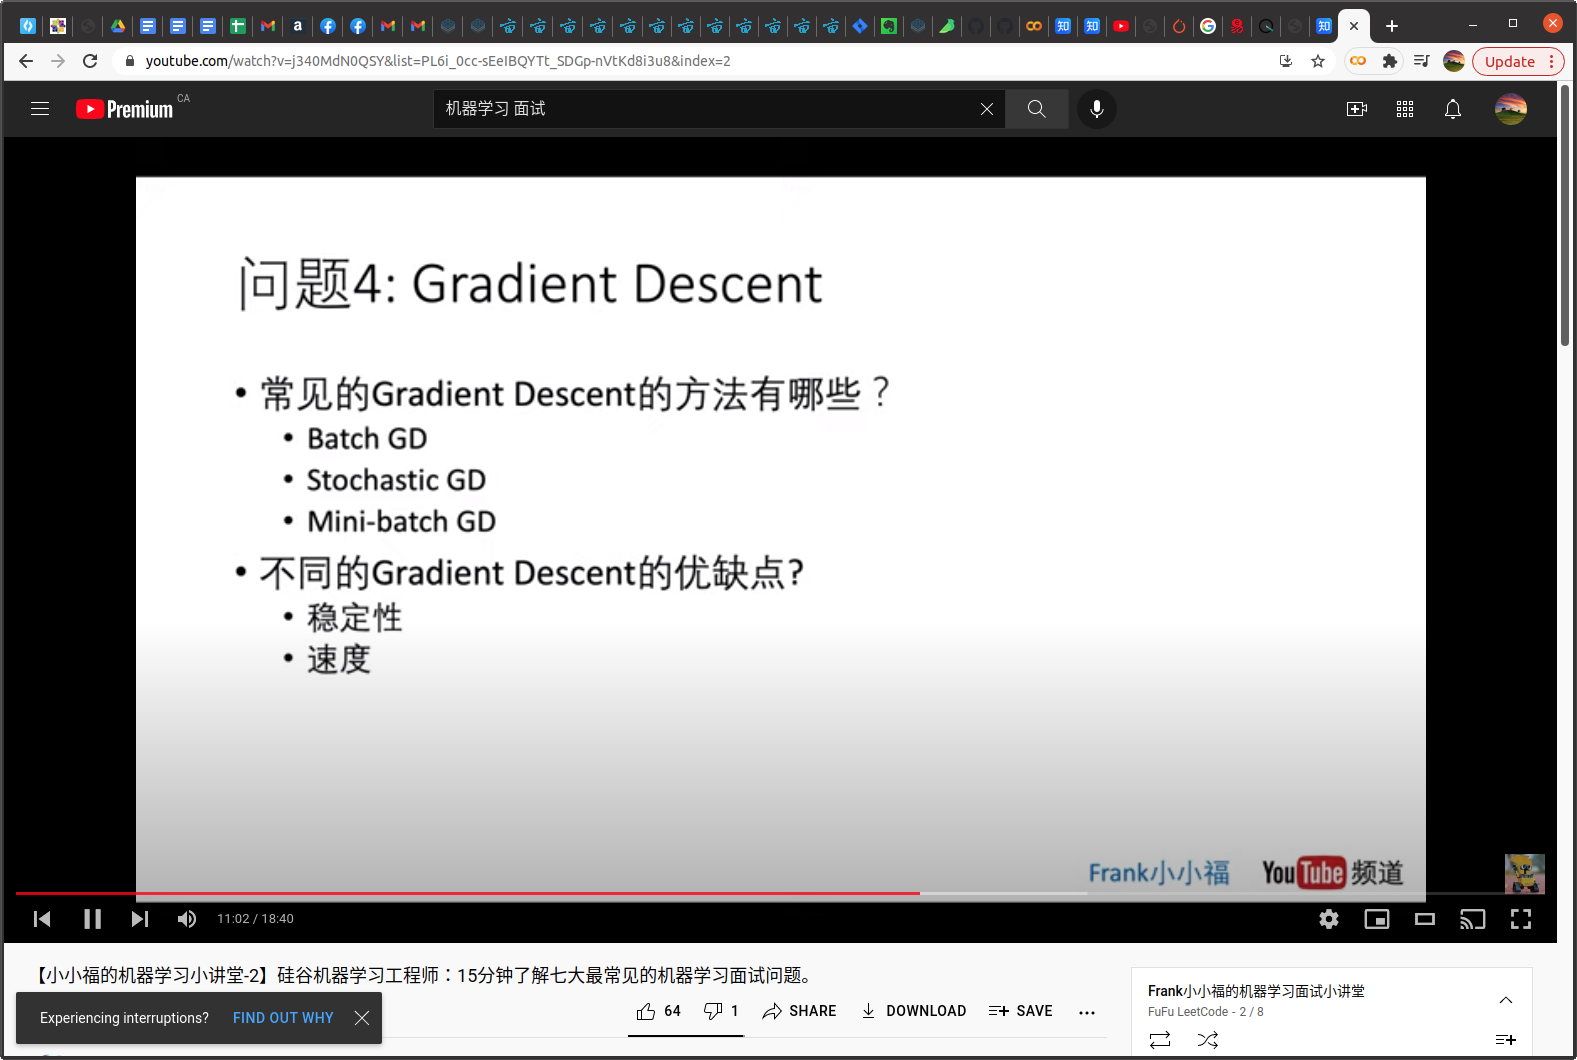 youtube.com/watch?v=j340MdN0QSY&list=PL6i_0cc-sEeIBQYTt_SDGp-nVtKd8i3u8&index=2
Update
Premium CA
机器学习 面试
问题4: Gradient Descent
• 常见的Gradient Descent的方法有哪些？
• Batch GD
• Stochastic GD
• Mini-batch GD
• 不同的Gradient Descent的优缺点?
• 稳定性
• 速度
Frank小小福 YouTube 频道
11:02 / 18:40
【小小福的机器学习小讲堂-2】硅谷机器学习工程师：15分钟了解七大最常见的机器学习面试问题。
Experiencing interruptions? FIND OUT WHY
64 1 SHARE DOWNLOAD SAVE
Frank小小福的机器学习面试小讲堂
FuFu LeetCode - 2 / 8